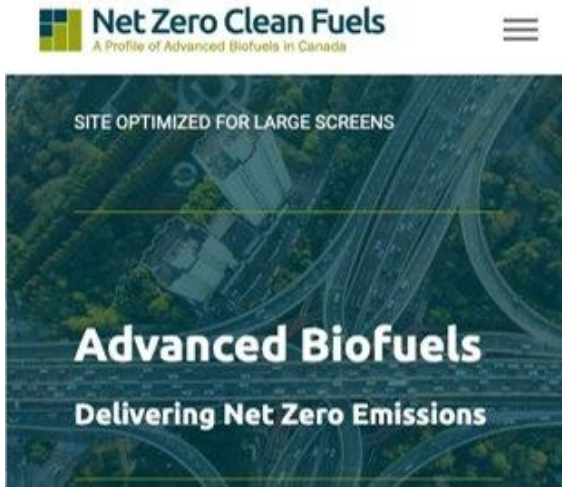 Net Zero Clean Fuels
A Profile of Advanced Biofuels in Canada
SITE OPTIMIZED FOR LARGE SCREENS
Advanced Biofuels
Delivering Net Zero Emissions